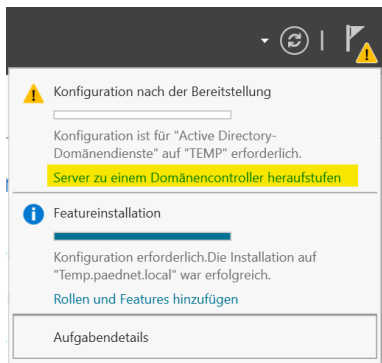 Konfiguration nach der Bereitstellung
Konfiguration ist für "Active Directory-
Domänendienste" auf "TEMP" erforderlich.
Server zu einem Domänencontroller heraufstufen
Featureinstallation
Konfiguration erforderlich.Die Installation auf
"Temp.paednet.local" war erfolgreich.
Rollen und Features hinzufügen
Aufgabendetails